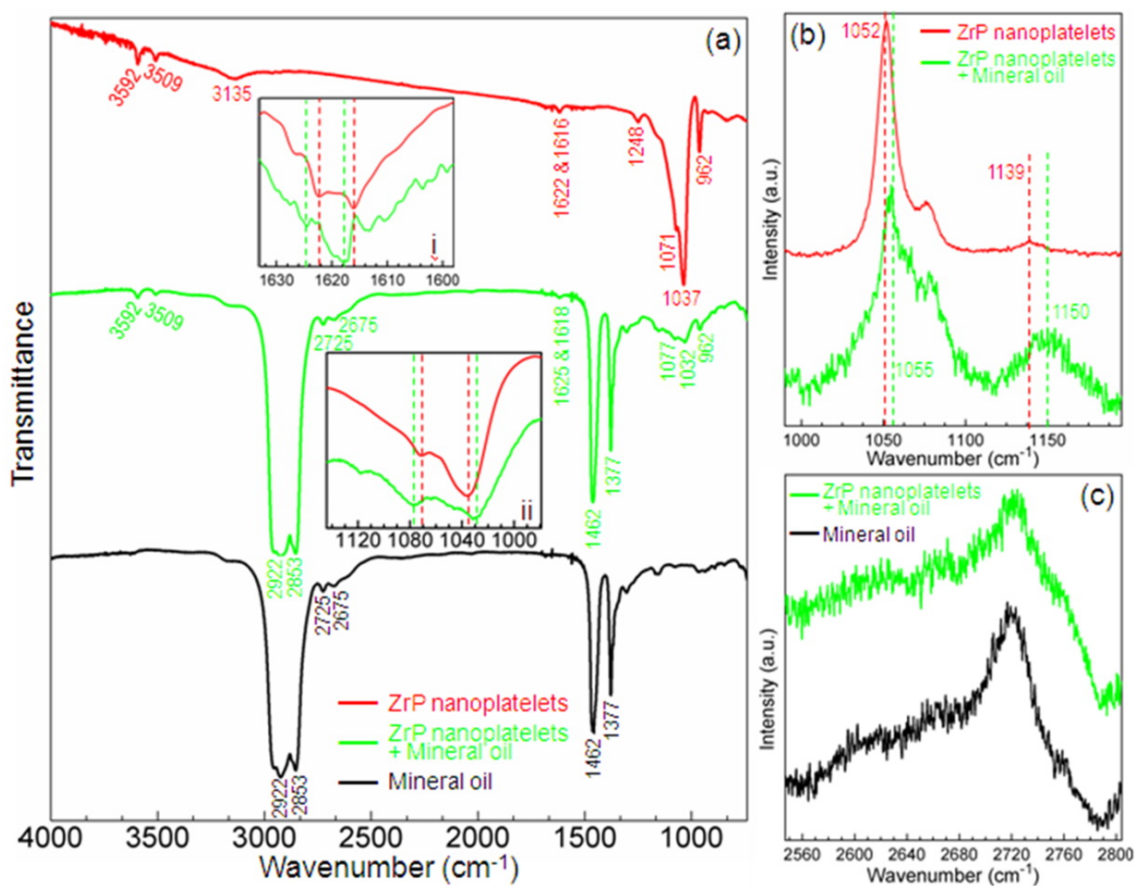 (a)
3592
3509
3135
1622 & 1616
1248
1071
1037
962
i
1630
1620
1610
1600
3592
3509
2922
2853
2725
2675
1625 & 1618
1462
1377
1077
1032
962
ii
1120
1080
1040
1000
2922
2853
2725
2675
1462
1377
ZrP nanoplatelets
ZrP nanoplatelets
+ Mineral oil
Mineral oil
Transmittance
4000
3500
3000
2500
2000
1500
1000
Wavenumber (cm-1)
(b)
1052
ZrP nanoplatelets
ZrP nanoplatelets
+ Mineral oil
1139
1150
1055
Intensity (a.u.)
1000
1050
1100
1150
Wavenumber (cm-1)
(c)
ZrP nanoplatelets
+ Mineral oil
Mineral oil
Intensity (a.u.)
2560
2600
2640
2680
2720
2760
2800
Wavenumber (cm-1)